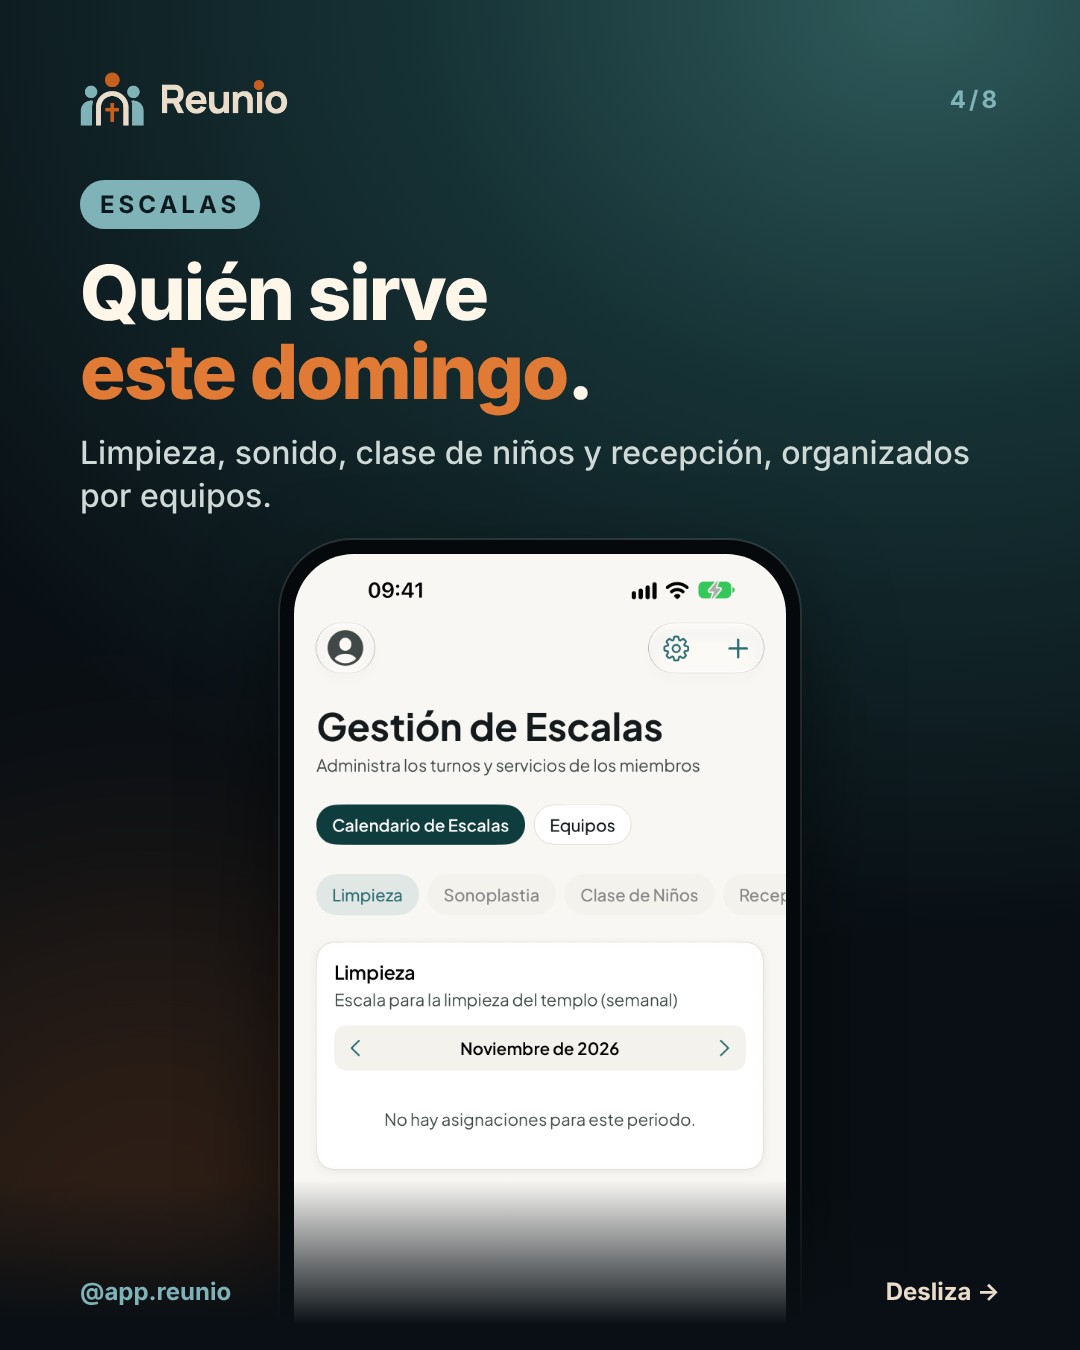 Reunio
4/8
ESCALAS
Quién sirve
este domingo.
Limpieza, sonido, clase de niños y recepción, organizados
por equipos.
09:41
Gestión de Escalas
Administra los turnos y servicios de los miembros
Calendario de Escalas Equipos
Limpieza Sonoplastia Clase de Niños Recep
Limpieza
Escala para la limpieza del templo (semanal)
Noviembre de 2026
No hay asignaciones para este periodo.
@app.reunio
Desliza →